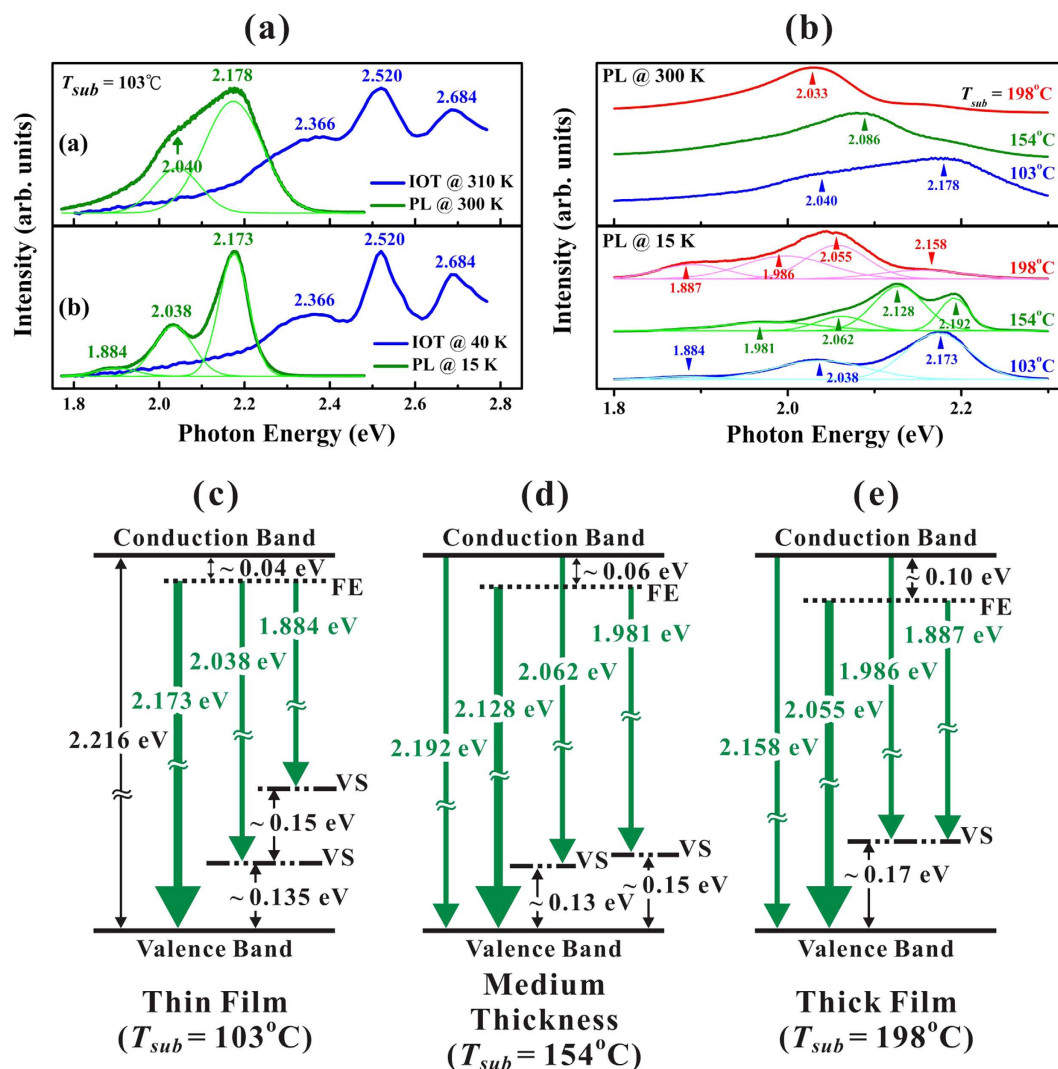 (a)
T_sub = 103℃
2.178
2.520
2.684
2.366
(a)
2.040
IOT @ 310 K
PL @ 300 K
2.173
2.520
2.684
2.366
2.038
(b)
1.884
IOT @ 40 K
PL @ 15 K
1.8 2.0 2.2 2.4 2.6 2.8
Photon Energy (eV)
Intensity (arb. units)
(b)
PL @ 300 K
T_sub = 198°C
2.033
154°C
2.086
103°C
2.178
2.040
PL @ 15 K
2.158
2.055
198°C
1.986
1.887
154°C
2.128
2.192
2.062
1.981
1.884
2.173
103°C
2.038
1.8 2.0 2.2
Photon Energy (eV)
Intensity (arb. units)
(c)
Conduction Band
~ 0.04 eV
FE
1.884 eV
2.038 eV
2.173 eV
2.216 eV
VS
~ 0.15 eV
VS
~ 0.135 eV
Valence Band
Thin Film
(T_sub = 103°C)
(d)
Conduction Band
~ 0.06 eV
FE
1.981 eV
2.062 eV
2.128 eV
2.192 eV
VS
VS
~ 0.13 eV
~ 0.15 eV
Valence Band
Medium
Thickness
(T_sub = 154°C)
(e)
Conduction Band
~ 0.10 eV
FE
1.887 eV
1.986 eV
2.055 eV
2.158 eV
VS
~ 0.17 eV
Valence Band
Thick Film
(T_sub = 198°C)